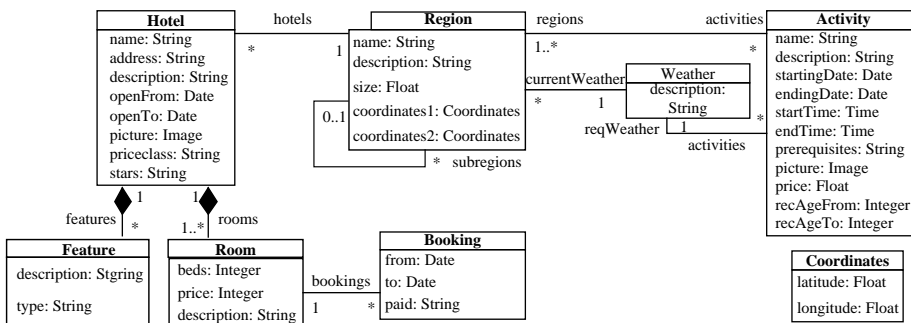 Hotel
name: String
address: String
description: String
openFrom: Date
openTo: Date
picture: Image
priceclass: String
stars: String
hotels
*
1
Region
name: String
description: String
size: Float
coordinates1: Coordinates
coordinates2: Coordinates
0..1
*
subregions
regions
activities
1..*
*
currentWeather
*
1
Weather
description:
String
reqWeather
1
*
activities
Activity
name: String
description: String
startingDate: Date
endingDate: Date
startTime: Time
endTime: Time
prerequisites: String
picture: Image
price: Float
recAgeFrom: Integer
recAgeTo: Integer
1
1
features
rooms
*
1..*
Feature
description: Stgring
type: String
Room
beds: Integer
price: Integer
description: String
bookings
1
*
Booking
from: Date
to: Date
paid: String
Coordinates
latitude: Float
longitude: Float